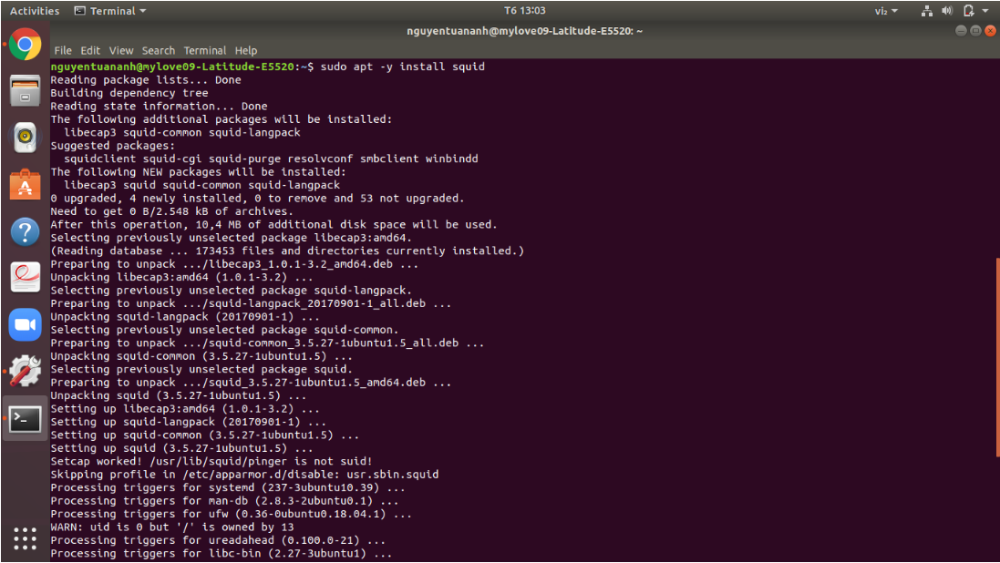 Activities Terminal T6 13:03 vi₂
nguyentuananh@mylove09-Latitude-E5520: ~
File Edit View Search Terminal Help
nguyentuananh@mylove09-Latitude-E5520:~$ sudo apt -y install squid
Reading package lists... Done
Building dependency tree
Reading state information... Done
The following additional packages will be installed:
  libecap3 squid-common squid-langpack
Suggested packages:
  squidclient squid-cgi squid-purge resolvconf smbclient winbindd
The following NEW packages will be installed:
  libecap3 squid squid-common squid-langpack
0 upgraded, 4 newly installed, 0 to remove and 53 not upgraded.
Need to get 0 B/2.548 kB of archives.
After this operation, 10,4 MB of additional disk space will be used.
Selecting previously unselected package libecap3:amd64.
(Reading database ... 173453 files and directories currently installed.)
Preparing to unpack .../libecap3_1.0.1-3.2_amd64.deb ...
Unpacking libecap3:amd64 (1.0.1-3.2) ...
Selecting previously unselected package squid-langpack.
Preparing to unpack .../squid-langpack_20170901-1_all.deb ...
Unpacking squid-langpack (20170901-1) ...
Selecting previously unselected package squid-common.
Preparing to unpack .../squid-common_3.5.27-1ubuntu1.5_all.deb ...
Unpacking squid-common (3.5.27-1ubuntu1.5) ...
Selecting previously unselected package squid.
Preparing to unpack .../squid_3.5.27-1ubuntu1.5_amd64.deb ...
Unpacking squid (3.5.27-1ubuntu1.5) ...
Setting up libecap3:amd64 (1.0.1-3.2) ...
Setting up squid-langpack (20170901-1) ...
Setting up squid-common (3.5.27-1ubuntu1.5) ...
Setting up squid (3.5.27-1ubuntu1.5) ...
Setcap worked! /usr/lib/squid/pinger is not suid!
Skipping profile in /etc/apparmor.d/disable: usr.sbin.squid
Processing triggers for systemd (237-3ubuntu10.39) ...
Processing triggers for man-db (2.8.3-2ubuntu0.1) ...
Processing triggers for ufw (0.36-0ubuntu0.18.04.1) ...
WARN: uid is 0 but '/' is owned by 13
Processing triggers for ureadahead (0.100.0-21) ...
Processing triggers for libc-bin (2.27-3ubuntu1) ...